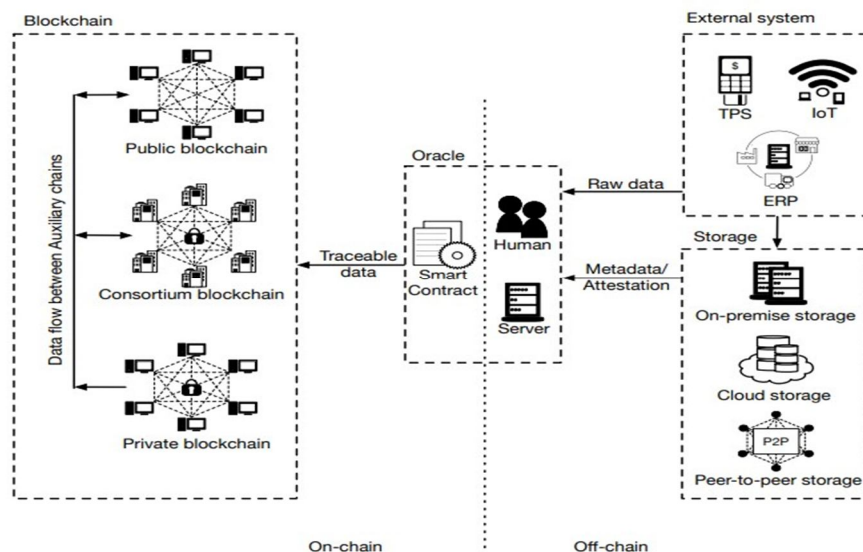 Blockchain
Public blockchain
Consortium blockchain
Private blockchain
Data flow between Auxiliary chains
Traceable
data
Oracle
Smart
Contract
Human
Server
Raw data
Metadata/
Attestation
External system
$
TPS
IoT
ERP
Storage
On-premise storage
Cloud storage
P2P
Peer-to-peer storage
On-chain
Off-chain